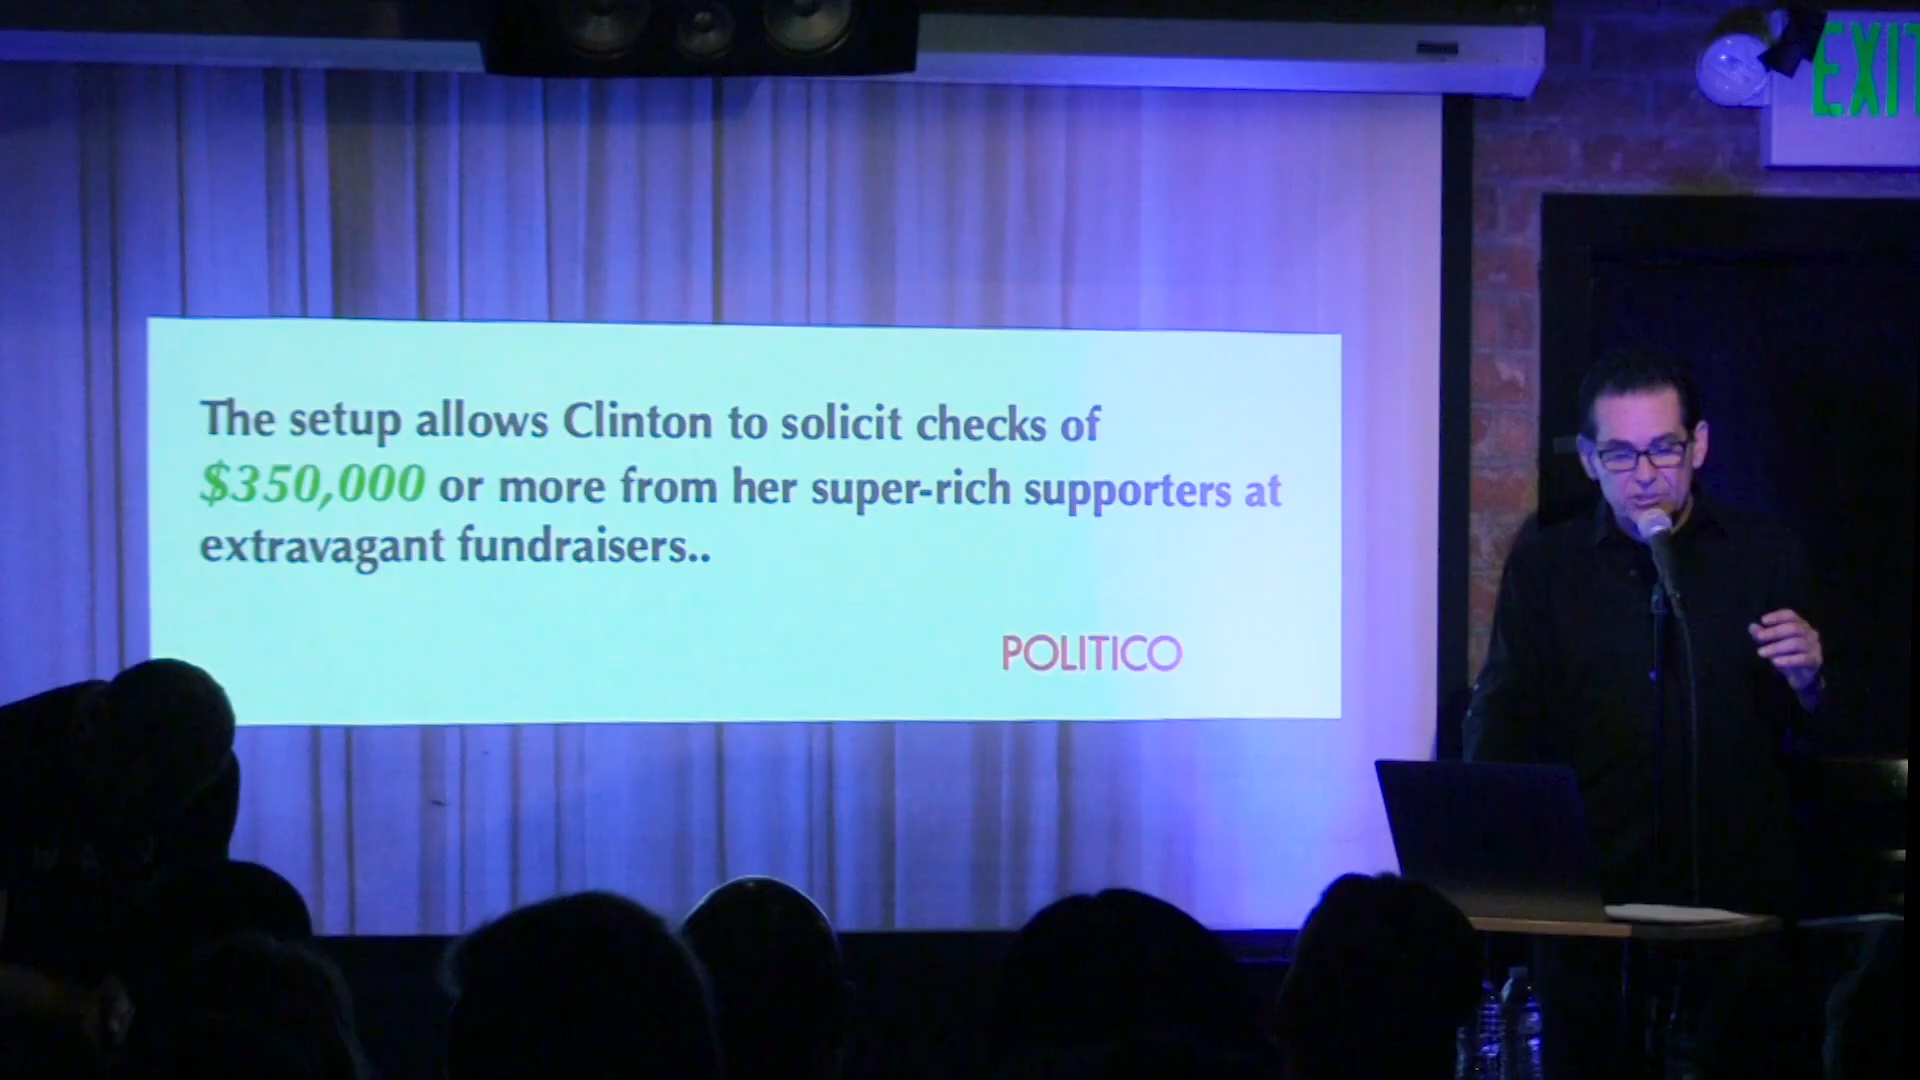 EXIT
The setup allows Clinton to solicit checks of
$350,000 or more from her super-rich supporters at
extravagant fundraisers..
POLITICO